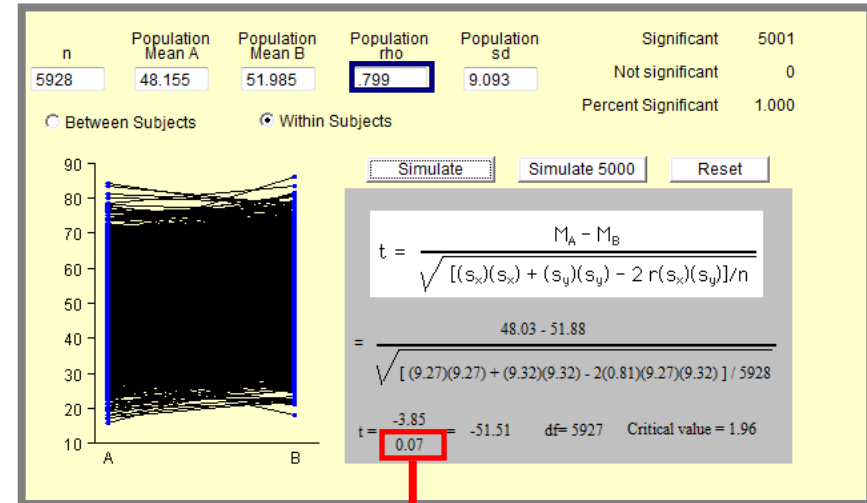 n Population Mean A Population Mean B Population rho Population sd
5928 48.155 51.985 .799 9.093
Significant 5001
Not significant 0
Percent Significant 1.000
Between Subjects Within Subjects
Simulate Simulate 5000 Reset
90
80
70
60
50
40
30
20
10
A B
t = M_A - M_B
√ [(s_x)(s_x) + (s_y)(s_y) - 2 r(s_x)(s_y)]/n
= 48.03 - 51.88
√ [ (9.27)(9.27) + (9.32)(9.32) - 2(0.81)(9.27)(9.32) ] / 5928
t = -3.85 / 0.07 = -51.51 df= 5927 Critical value = 1.96